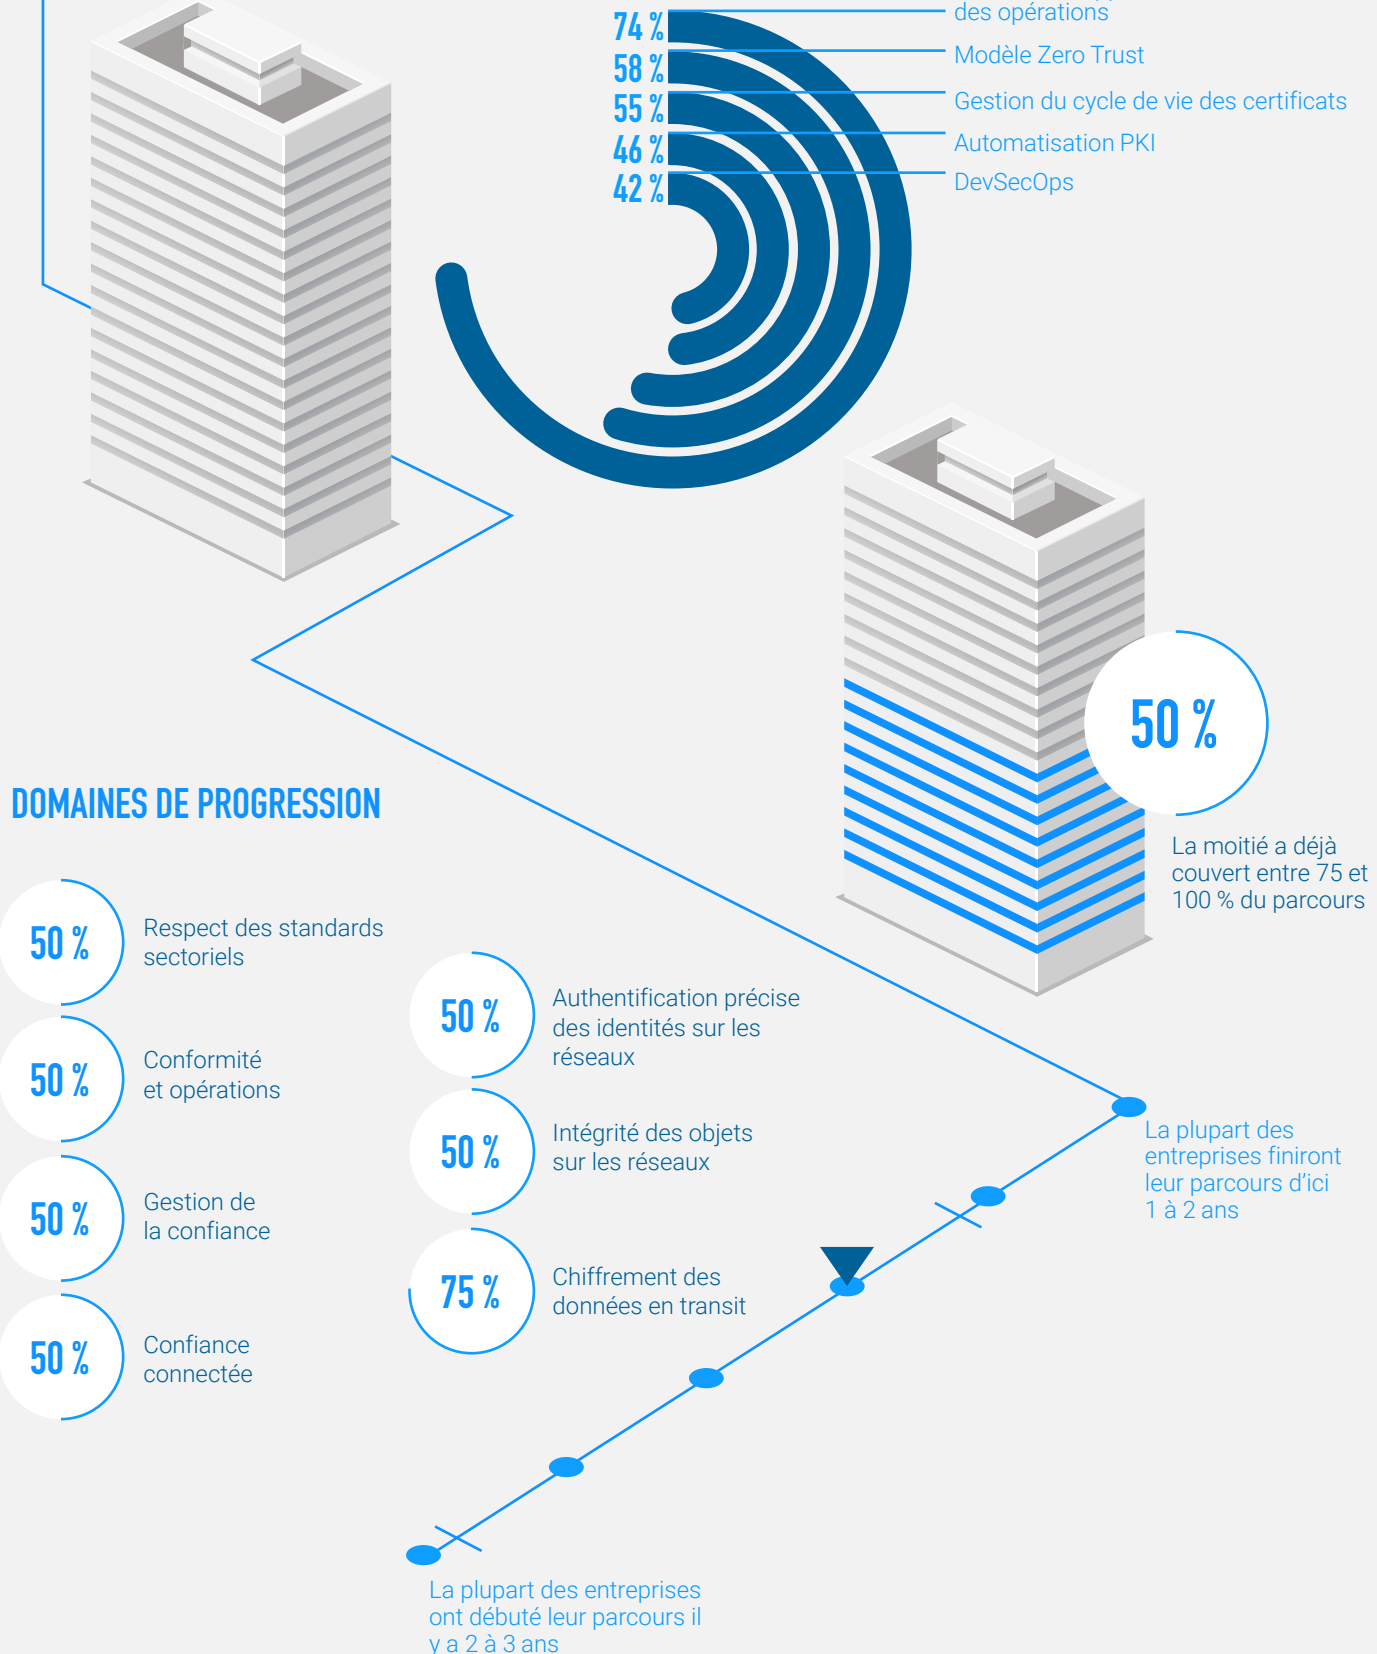 des opérations
74 %
58 %
Modèle Zero Trust
55 %
Gestion du cycle de vie des certificats
46 %
Automatisation PKI
42 %
DevSecOps
50 %
La moitié a déjà
couvert entre 75 et
100 % du parcours
DOMAINES DE PROGRESSION
50 %
Respect des standards
sectoriels
50 %
Conformité
et opérations
50 %
Gestion de
la confiance
50 %
Confiance
connectée
50 %
Authentification précise
des identités sur les
réseaux
50 %
Intégrité des objets
sur les réseaux
75 %
Chiffrement des
données en transit
La plupart des
entreprises finiront
leur parcours d’ici
1 à 2 ans
La plupart des entreprises
ont débuté leur parcours il
y a 2 à 3 ans